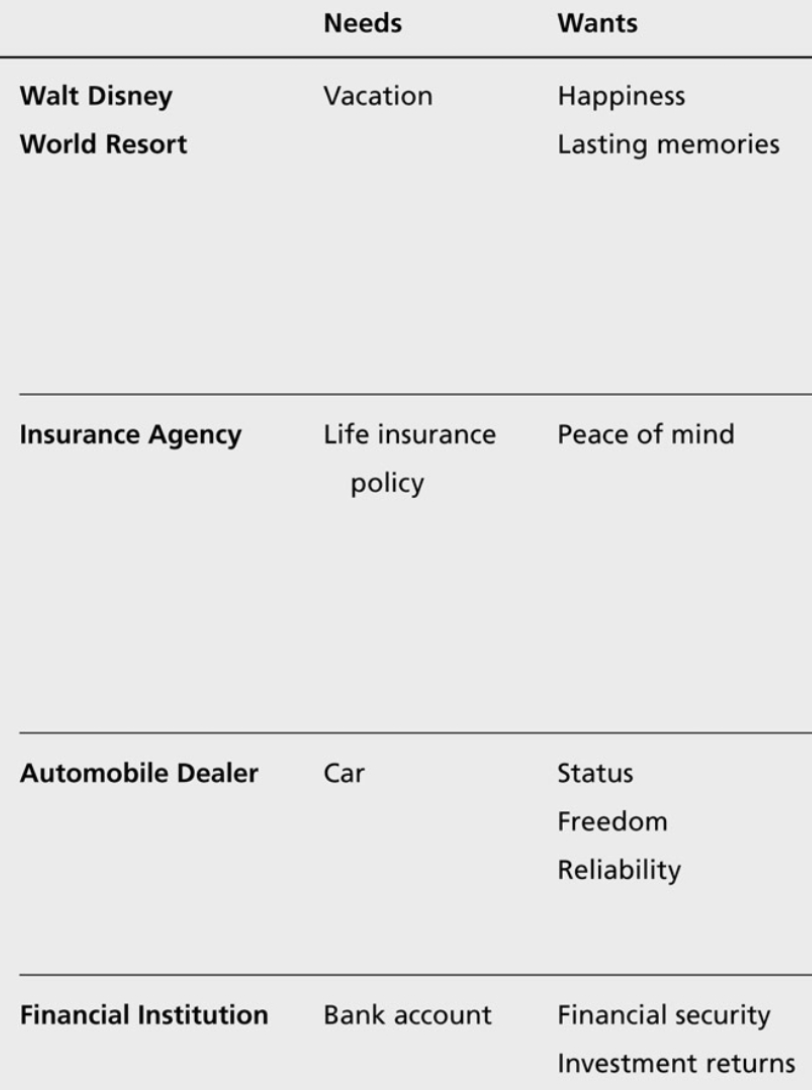 Needs Wants
Walt Disney Vacation Happiness
World Resort Lasting memories
Insurance Agency Life insurance Peace of mind
policy
Automobile Dealer Car Status
Freedom
Reliability
Financial Institution Bank account Financial security
Investment returns